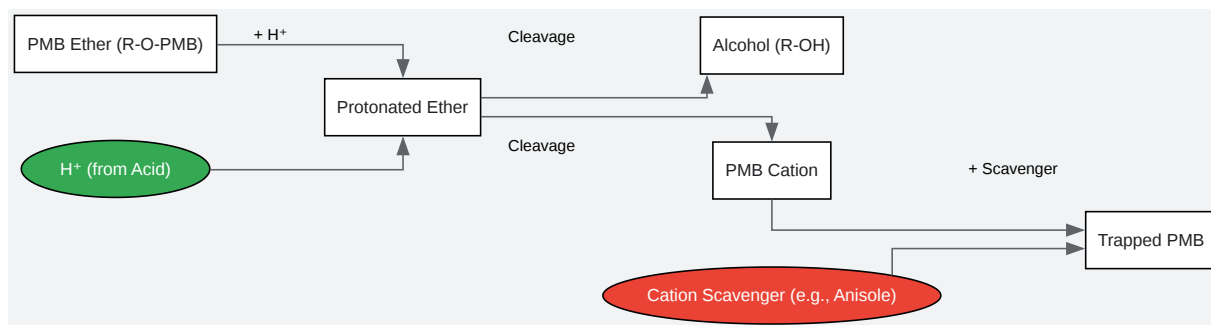 PMB Ether (R-O-PMB)
+ H⁺
Cleavage
Alcohol (R-OH)
Protonated Ether
Cleavage
H⁺ (from Acid)
PMB Cation
+ Scavenger
Trapped PMB
Cation Scavenger (e.g., Anisole)